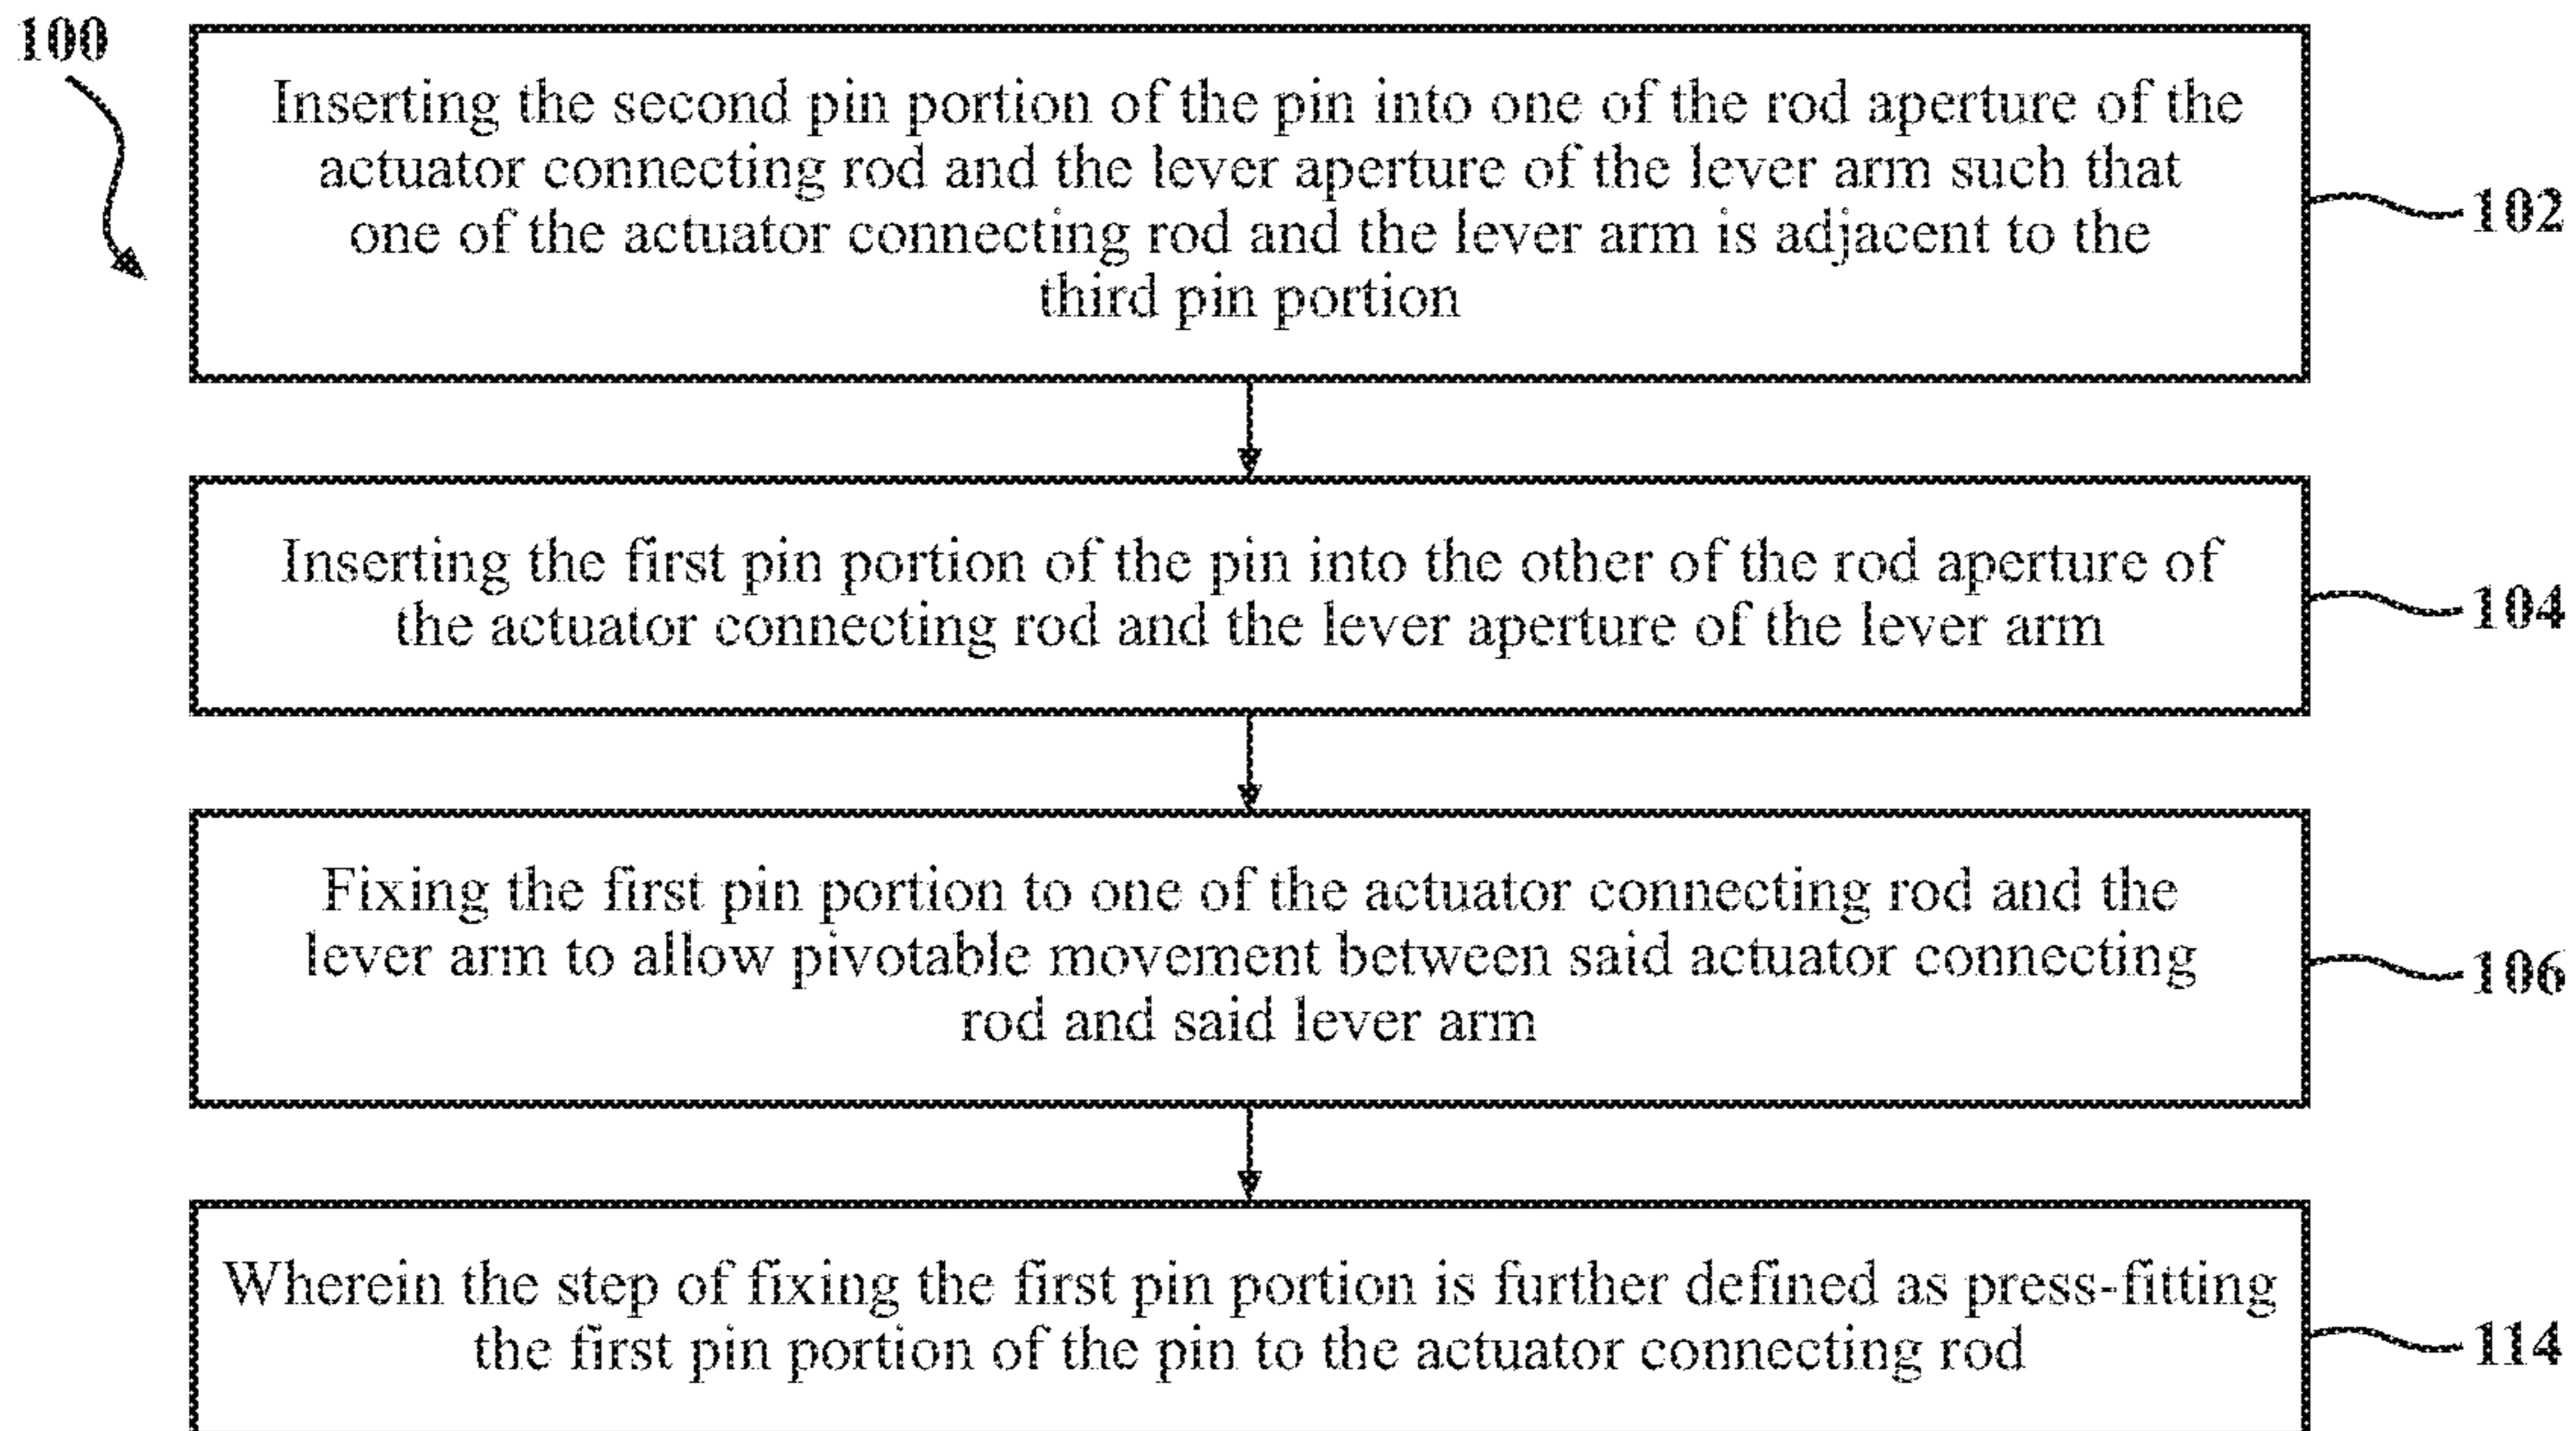 100
Inserting the second pin portion of the pin into one of the rod aperture of the
actuator connecting rod and the lever aperture of the lever arm such that
one of the actuator connecting rod and the lever arm is adjacent to the
third pin portion
102
Inserting the first pin portion of the pin into the other of the rod aperture of
the actuator connecting rod and the lever aperture of the lever arm
104
Fixing the first pin portion to one of the actuator connecting rod and the
lever arm to allow pivotable movement between said actuator connecting
rod and said lever arm
106
Wherein the step of fixing the first pin portion is further defined as press-fitting
the first pin portion of the pin to the actuator connecting rod
114